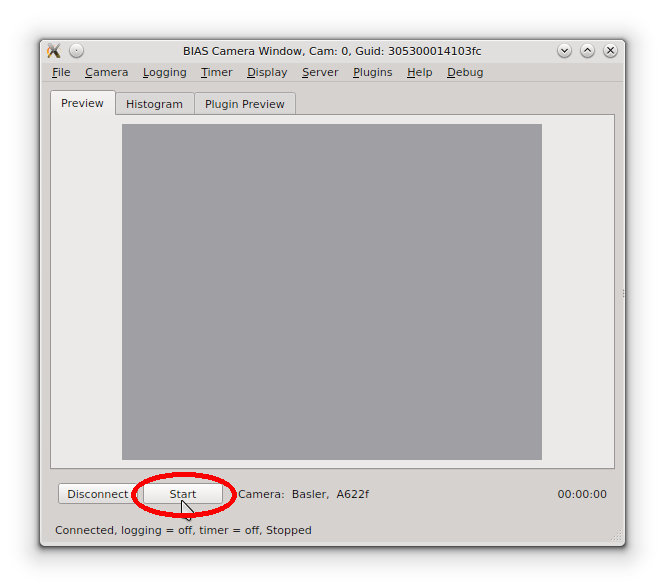 BIAS Camera Window, Cam: 0, Guid: 305300014103fc
File Camera Logging Timer Display Server Plugins Help Debug
Preview Histogram Plugin Preview
Disconnect Start Camera: Basler, A622f 00:00:00
Connected, logging = off, timer = off, Stopped